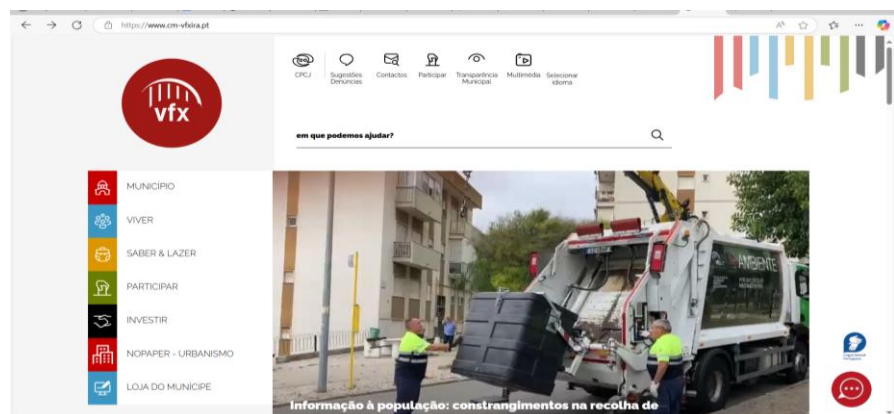 https://www.cm-vfxira.pt
CPCJ
Sugestões
Denúncias
Contactos
Participar
Transparência
Municipal
Multimédia
Selecionar
idioma
vfx
em que podemos ajudar?
MUNICÍPIO
VIVER
SABER & LAZER
PARTICIPAR
INVESTIR
NOPAPER - URBANISMO
LOJA DO MUNÍCIPE
AMBIENTE
Informação à população: constrangimentos na recolha de